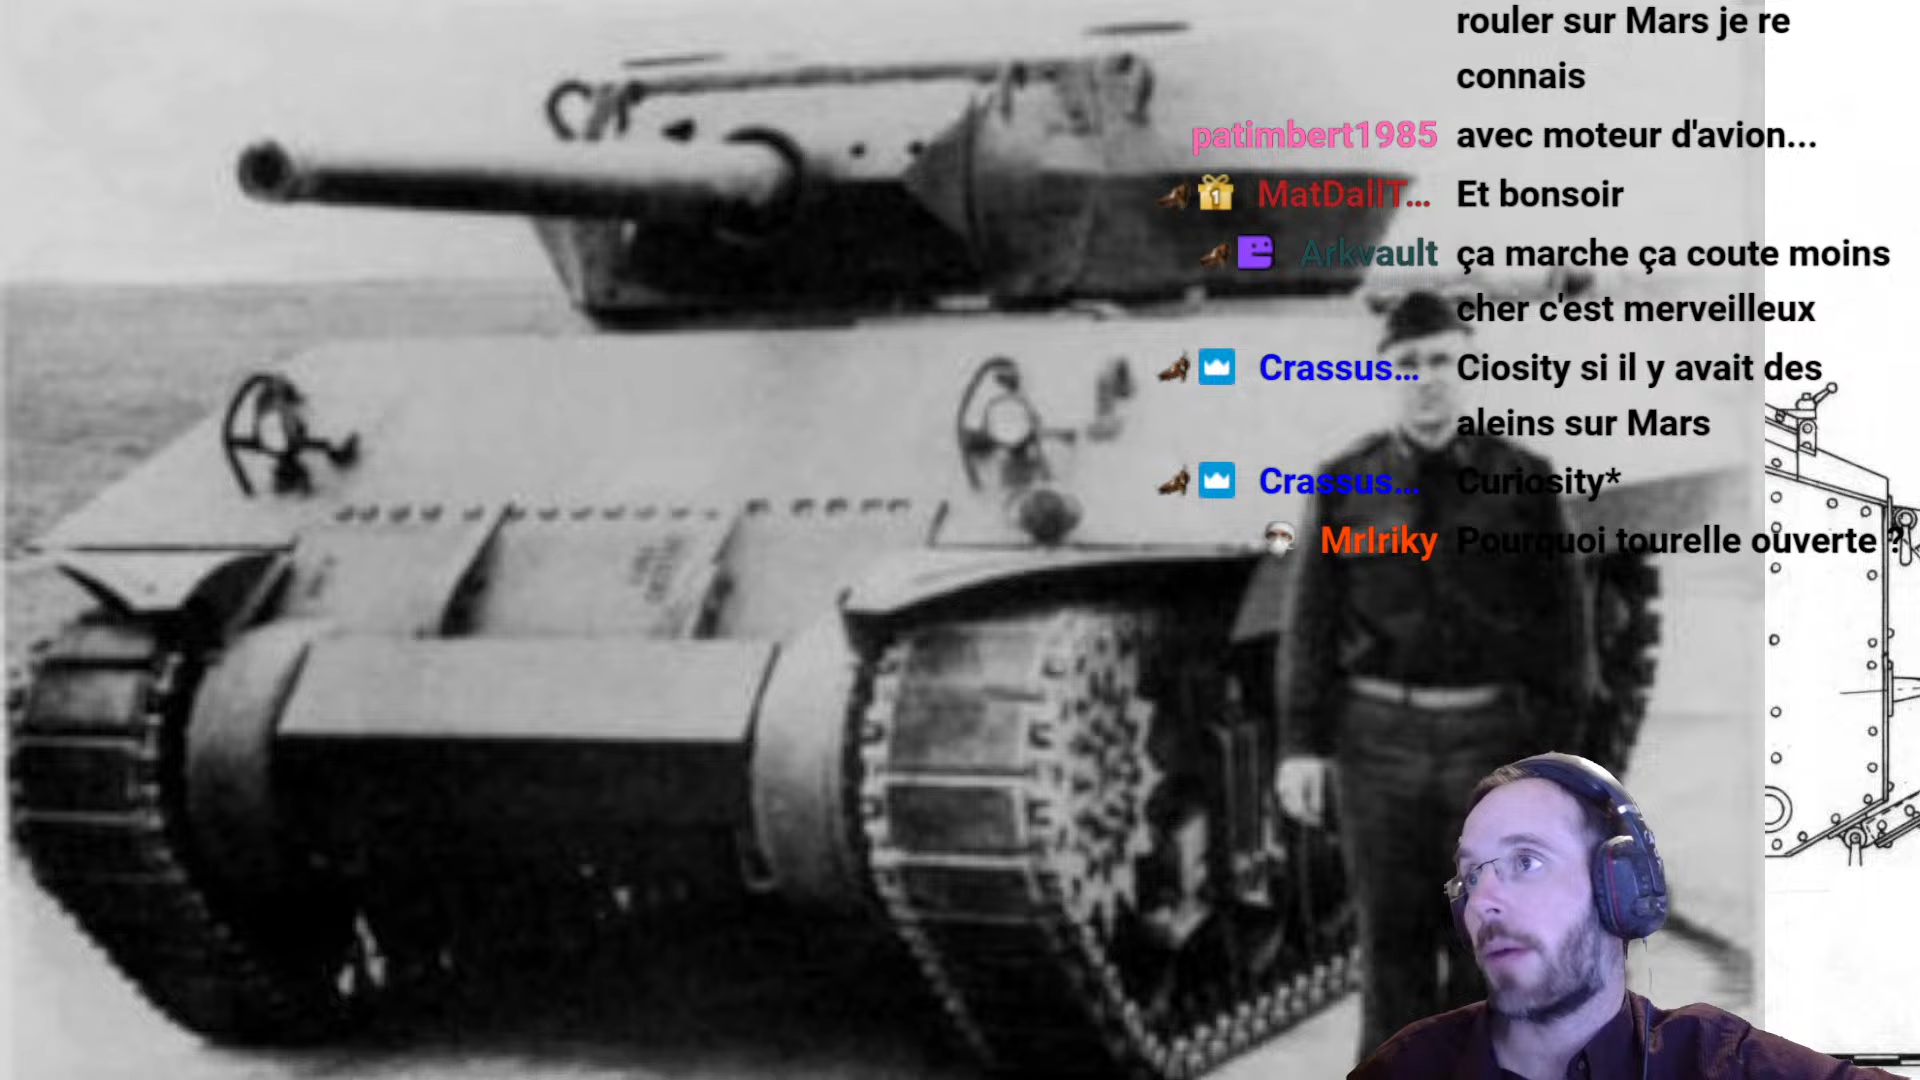 rouler sur Mars je re
connais
patimbert1985 avec moteur d'avion...
1 MatDallT... Et bonsoir
Arkvault ça marche ça coute moins
cher c'est merveilleux
Crassus... Ciosity si il y avait des
aleins sur Mars
Crassus... Curiosity*
MrIriky Pourquoi tourelle ouverte ?